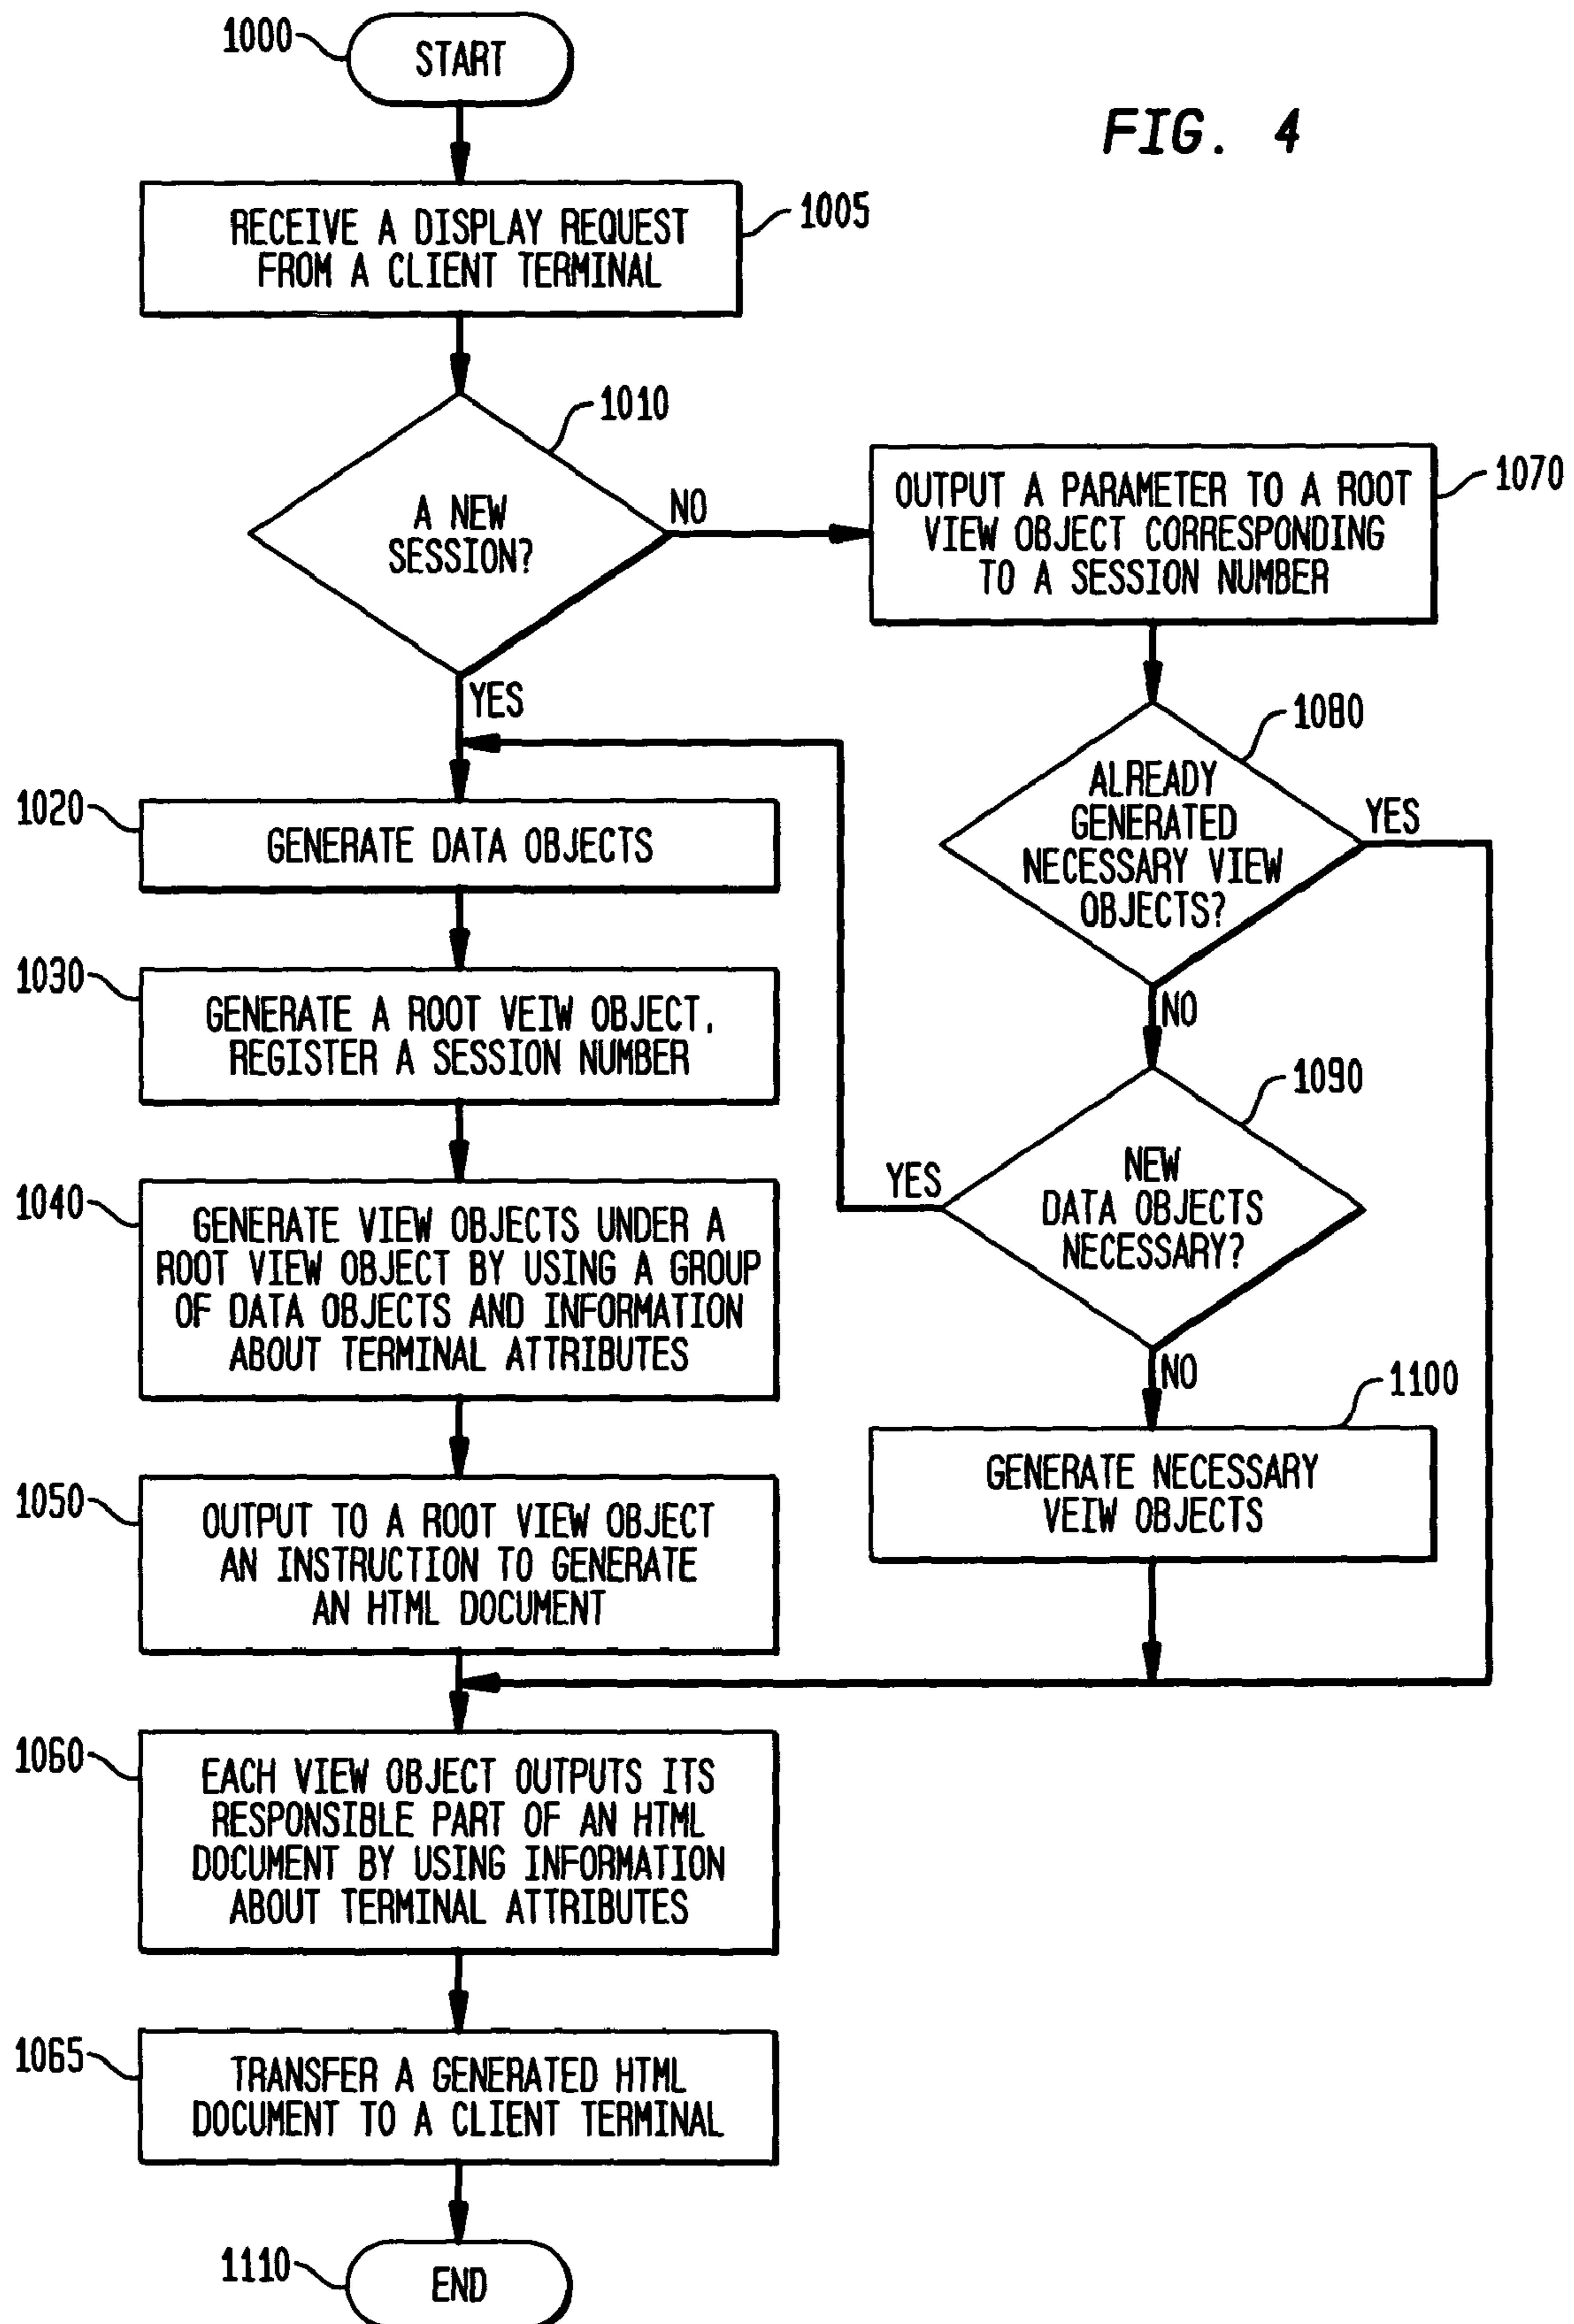 1000
START
FIG. 4
RECEIVE A DISPLAY REQUEST
FROM A CLIENT TERMINAL
1005
1010
A NEW
SESSION?
NO
YES
OUTPUT A PARAMETER TO A ROOT
VIEW OBJECT CORRESPONDING
TO A SESSION NUMBER
1070
1080
ALREADY
GENERATED
NECESSARY VIEW
OBJECTS?
YES
NO
1020
GENERATE DATA OBJECTS
1030
GENERATE A ROOT VEIW OBJECT,
REGISTER A SESSION NUMBER
1090
NEW
DATA OBJECTS
NECESSARY?
YES
NO
1040
GENERATE VIEW OBJECTS UNDER A
ROOT VIEW OBJECT BY USING A GROUP
OF DATA OBJECTS AND INFORMATION
ABOUT TERMINAL ATTRIBUTES
1100
GENERATE NECESSARY
VEIW OBJECTS
1050
OUTPUT TO A ROOT VIEW OBJECT
AN INSTRUCTION TO GENERATE
AN HTML DOCUMENT
1060
EACH VIEW OBJECT OUTPUTS ITS
RESPONSIBLE PART OF AN HTML
DOCUMENT BY USING INFORMATION
ABOUT TERMINAL ATTRIBUTES
1065
TRANSFER A GENERATED HTML
DOCUMENT TO A CLIENT TERMINAL
1110
END